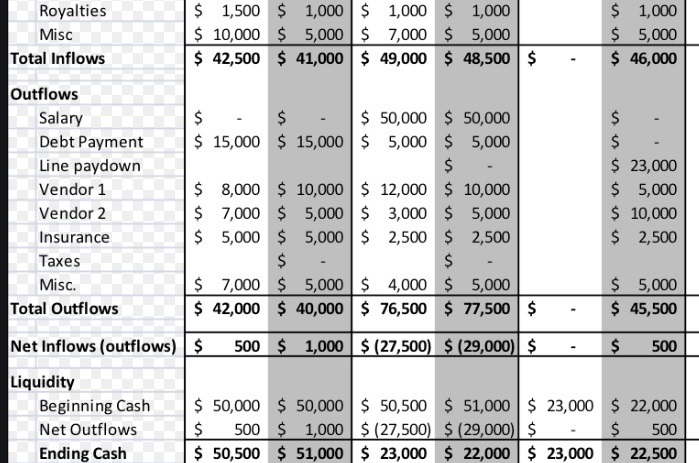 Royalties $ 1,500 $ 1,000 $ 1,000 $ 1,000 $ 1,000
Misc $ 10,000 $ 5,000 $ 7,000 $ 5,000 $ 5,000
Total Inflows $ 42,500 $ 41,000 $ 49,000 $ 48,500 $ - $ 46,000
Outflows
Salary $ - $ - $ 50,000 $ 50,000 $ -
Debt Payment $ 15,000 $ 15,000 $ 5,000 $ 5,000 $ -
Line paydown $ - $ 23,000
Vendor 1 $ 8,000 $ 10,000 $ 12,000 $ 10,000 $ 5,000
Vendor 2 $ 7,000 $ 5,000 $ 3,000 $ 5,000 $ 10,000
Insurance $ 5,000 $ 5,000 $ 2,500 $ 2,500 $ 2,500
Taxes $ - $ -
Misc. $ 7,000 $ 5,000 $ 4,000 $ 5,000 $ 5,000
Total Outflows $ 42,000 $ 40,000 $ 76,500 $ 77,500 $ - $ 45,500
Net Inflows (outflows) $ 500 $ 1,000 $ (27,500) $ (29,000) $ - $ 500
Liquidity
Beginning Cash $ 50,000 $ 50,000 $ 50,500 $ 51,000 $ 23,000 $ 22,000
Net Outflows $ 500 $ 1,000 $ (27,500) $ (29,000) $ - $ 500
Ending Cash $ 50,500 $ 51,000 $ 23,000 $ 22,000 $ 23,000 $ 22,500